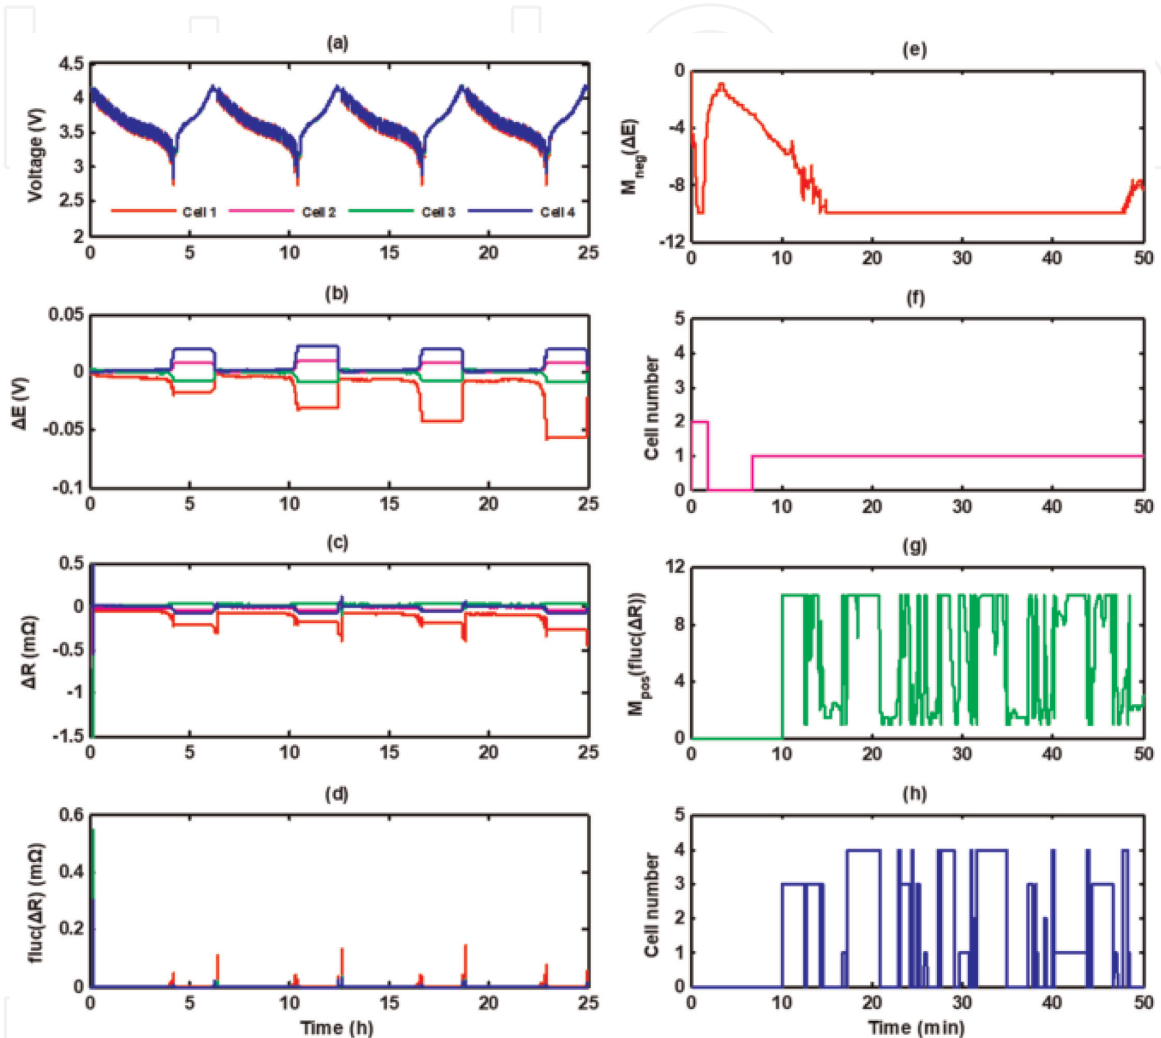 (a)
4.5
4
3.5
3
2.5
2
Voltage (V)
Cell 1 Cell 2 Cell 3 Cell 4
0 5 10 15 20 25
(b)
0.05
0
-0.05
-0.1
ΔE (V)
0 5 10 15 20 25
(c)
0.5
0
-0.5
-1
-1.5
ΔR (mΩ)
0 5 10 15 20 25
(d)
0.6
0.4
0.2
0
fluc(ΔR) (mΩ)
0 5 10 15 20 25
Time (h)
(e)
0
-4
-8
-12
Mneg(ΔE)
0 10 20 30 40 50
(f)
5
4
3
2
1
0
Cell number
0 10 20 30 40 50
(g)
12
8
4
0
Mpos(fluc(ΔR))
0 10 20 30 40 50
(h)
5
4
3
2
1
0
Cell number
0 10 20 30 40 50
Time (min)